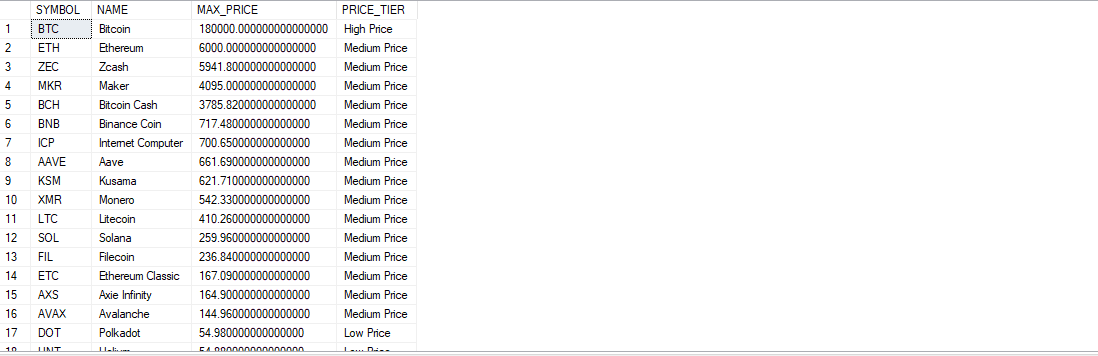 SYMBOL NAME MAX_PRICE PRICE_TIER
1 BTC Bitcoin 180000.000000000000000 High Price
2 ETH Ethereum 6000.000000000000000 Medium Price
3 ZEC Zcash 5941.800000000000000 Medium Price
4 MKR Maker 4095.000000000000000 Medium Price
5 BCH Bitcoin Cash 3785.820000000000000 Medium Price
6 BNB Binance Coin 717.480000000000000 Medium Price
7 ICP Internet Computer 700.650000000000000 Medium Price
8 AAVE Aave 661.690000000000000 Medium Price
9 KSM Kusama 621.710000000000000 Medium Price
10 XMR Monero 542.330000000000000 Medium Price
11 LTC Litecoin 410.260000000000000 Medium Price
12 SOL Solana 259.960000000000000 Medium Price
13 FIL Filecoin 236.840000000000000 Medium Price
14 ETC Ethereum Classic 167.090000000000000 Medium Price
15 AXS Axie Infinity 164.900000000000000 Medium Price
16 AVAX Avalanche 144.960000000000000 Medium Price
17 DOT Polkadot 54.980000000000000 Low Price
18 HNT Helium Low Price